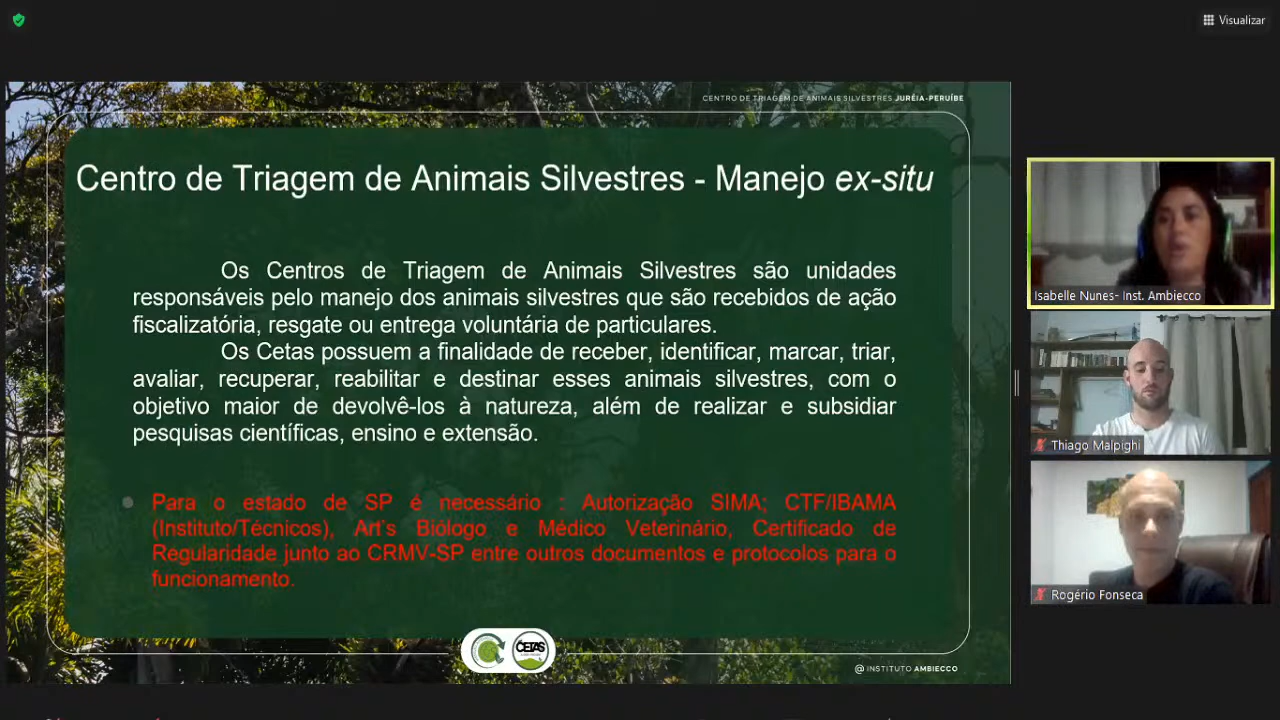 Visualizar
CENTRO DE TRIAGEM DE ANIMAIS SILVESTRES JURÉIA-PERUÍBE
Centro de Triagem de Animais Silvestres - Manejo ex-situ
Os Centros de Triagem de Animais Silvestres são unidades
responsáveis pelo manejo dos animais silvestres que são recebidos de ação
fiscalizatória, resgate ou entrega voluntária de particulares.
Os Cetas possuem a finalidade de receber, identificar, marcar, triar,
avaliar, recuperar, reabilitar e destinar esses animais silvestres, com o
objetivo maior de devolvê-los à natureza, além de realizar e subsidiar
pesquisas científicas, ensino e extensão.
Para o estado de SP é necessário : Autorização SIMA; CTF/IBAMA
(Instituto/Técnicos), Art's Biólogo e Médico Veterinário, Certificado de
Regularidade junto ao CRMV-SP entre outros documentos e protocolos para o
funcionamento.
CETAS
@ INSTITUTO AMBIECCO
Isabelle Nunes- Inst. Ambiecco
Thiago Malpighi
Rogério Fonseca